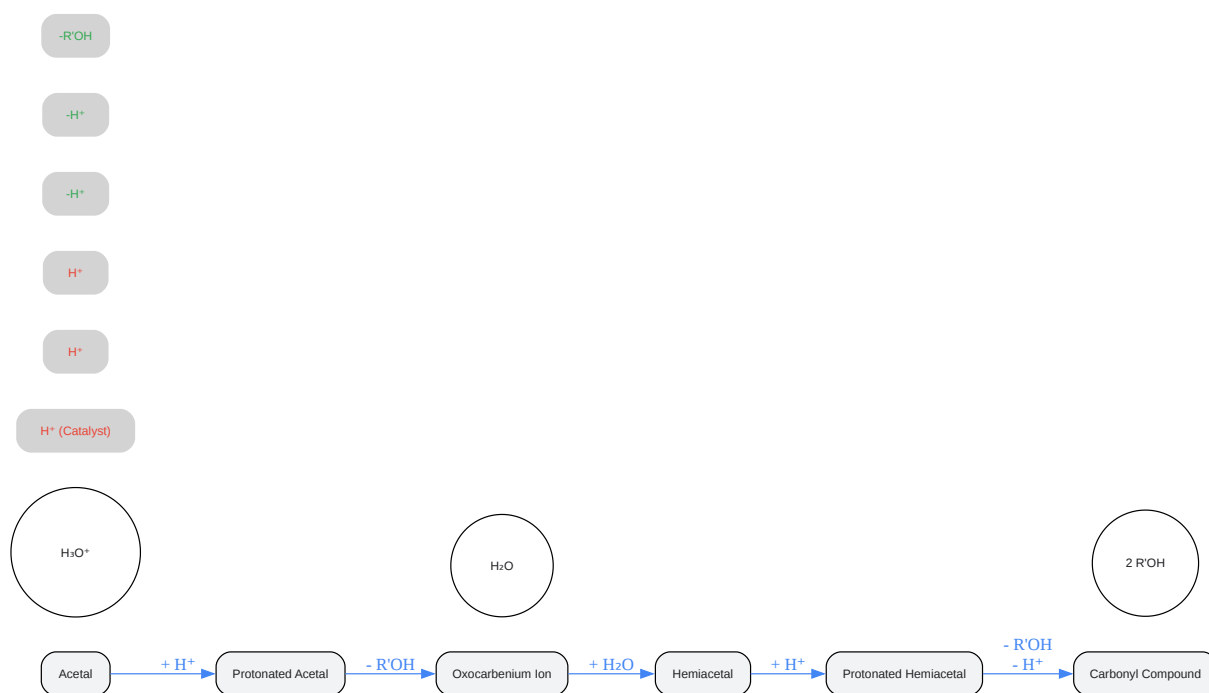 -R'OH
-H⁺
-H⁺
H⁺
H⁺
H⁺ (Catalyst)
H₃O⁺
H₂O
2 R'OH
Acetal
+ H⁺
Protonated Acetal
- R'OH
Oxocarbenium Ion
+ H₂O
Hemiacetal
+ H⁺
Protonated Hemiacetal
- R'OH
- H⁺
Carbonyl Compound